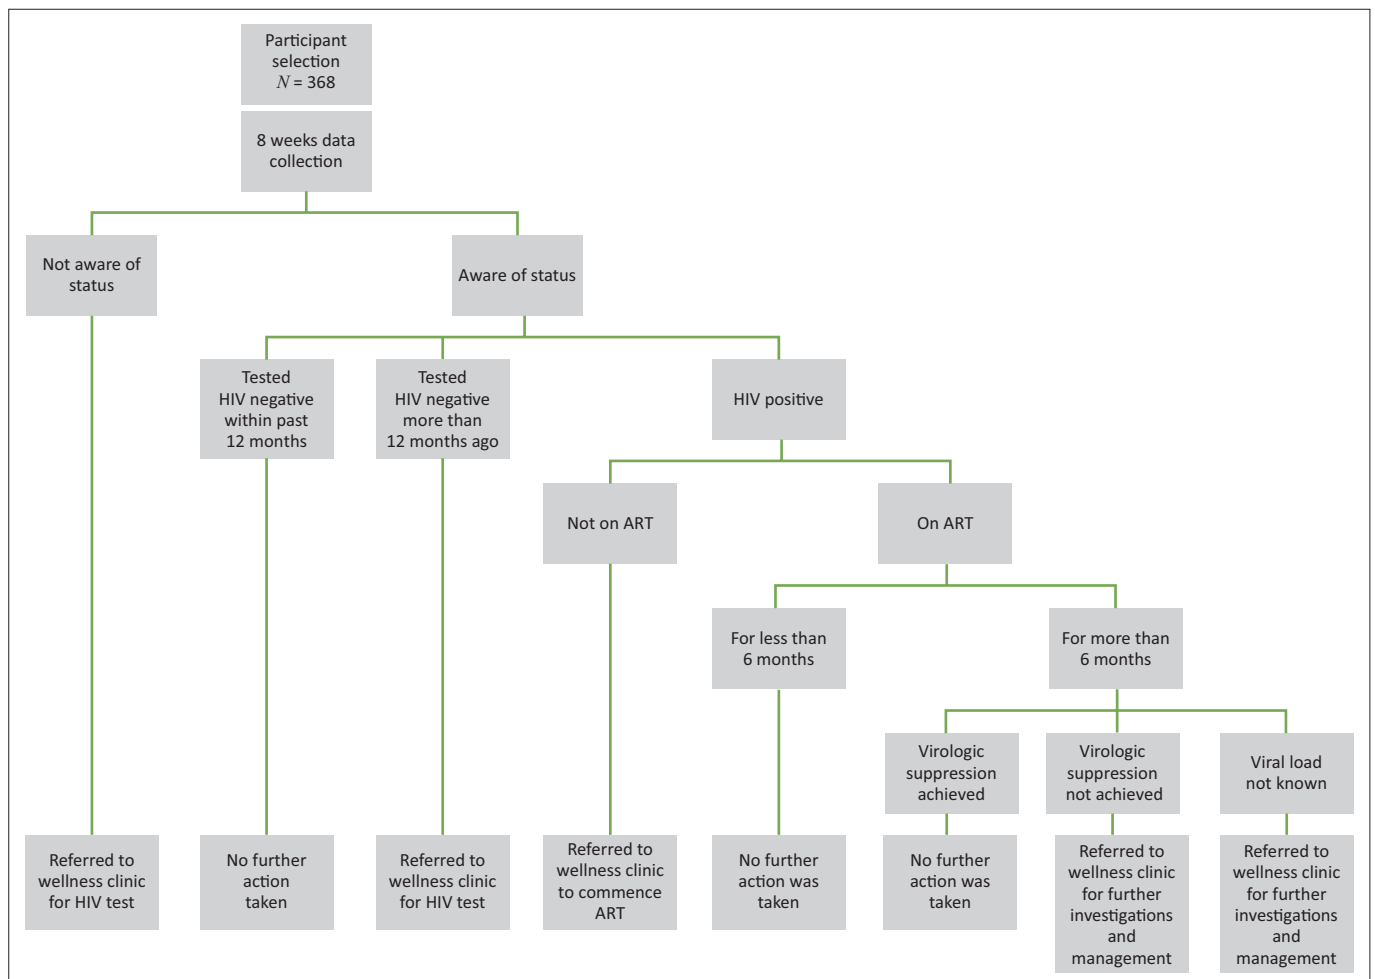 Participant
selection
N = 368
8 weeks data
collection
Not aware of
status
Aware of status
Tested
HIV negative
within past
12 months
Tested
HIV negative
more than
12 months ago
HIV positive
Not on ART
On ART
For less than
6 months
For more than
6 months
Virologic
suppression
achieved
Virologic
suppression
not achieved
Viral load
not known
Referred to
wellness clinic
for HIV test
No further
action
taken
Referred to
wellness clinic
for HIV test
Referred to
wellness clinic
to commence
ART
No further
action was
taken
No further
action was
taken
Referred to
wellness clinic
for further
investigations
and
management
Referred to
wellness clinic
for further
investigations
and
management